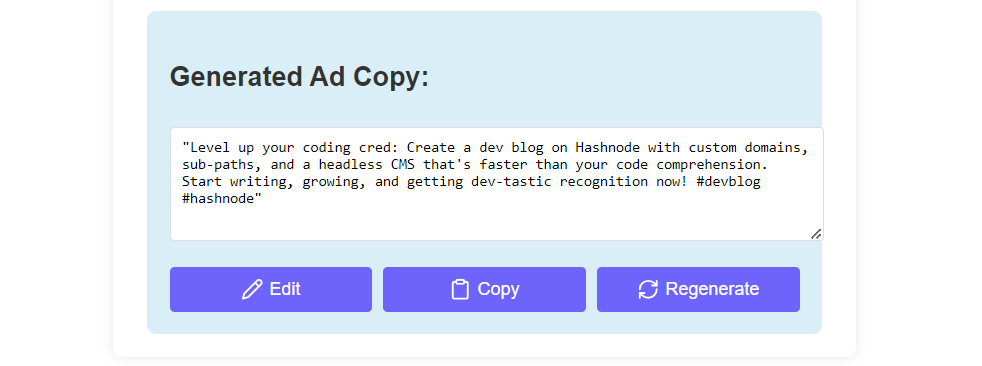 Generated Ad Copy:
"Level up your coding cred: Create a dev blog on Hashnode with custom domains,
sub-paths, and a headless CMS that's faster than your code comprehension.
Start writing, growing, and getting dev-tastic recognition now! #devblog
#hashnode"
Edit
Copy
Regenerate